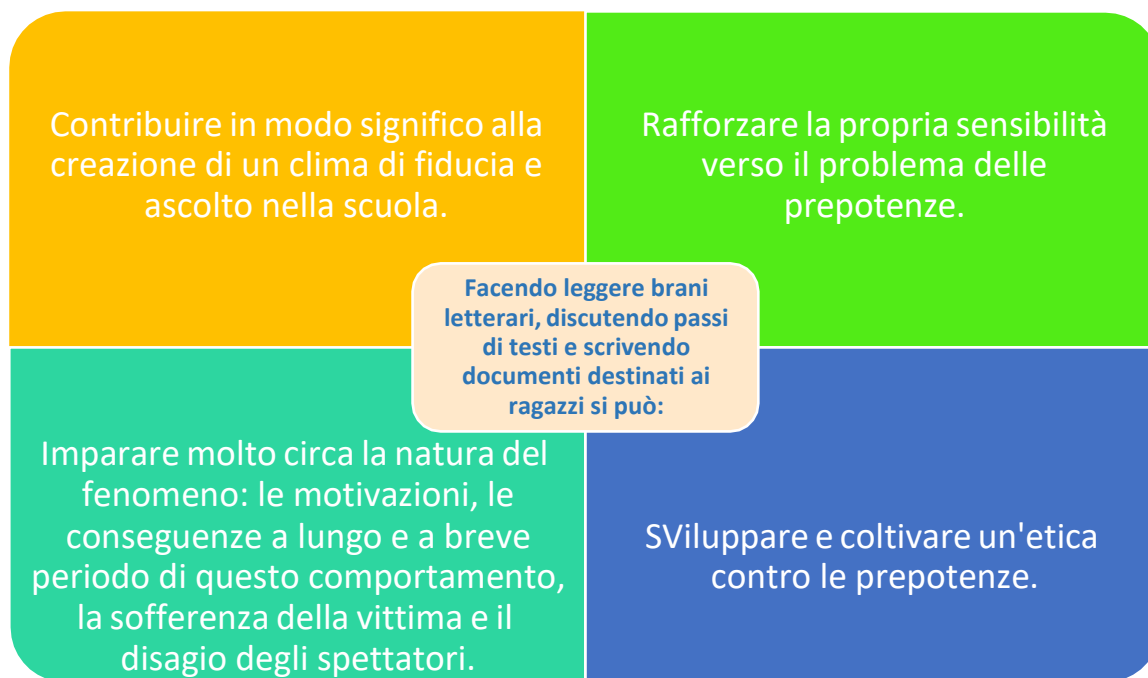 Contribuire in modo significo alla
creazione di un clima di fiducia e
ascolto nella scuola.
Rafforzare la propria sensibilità
verso il problema delle
prepotenze.
Facendo leggere brani
letterari, discutendo passi
di testi e scrivendo
documenti destinati ai
ragazzi si può:
Imparare molto circa la natura del
fenomeno: le motivazioni, le
conseguenze a lungo e a breve
periodo di questo comportamento,
la sofferenza della vittima e il
disagio degli spettatori.
SViluppare e coltivare un'etica
contro le prepotenze.